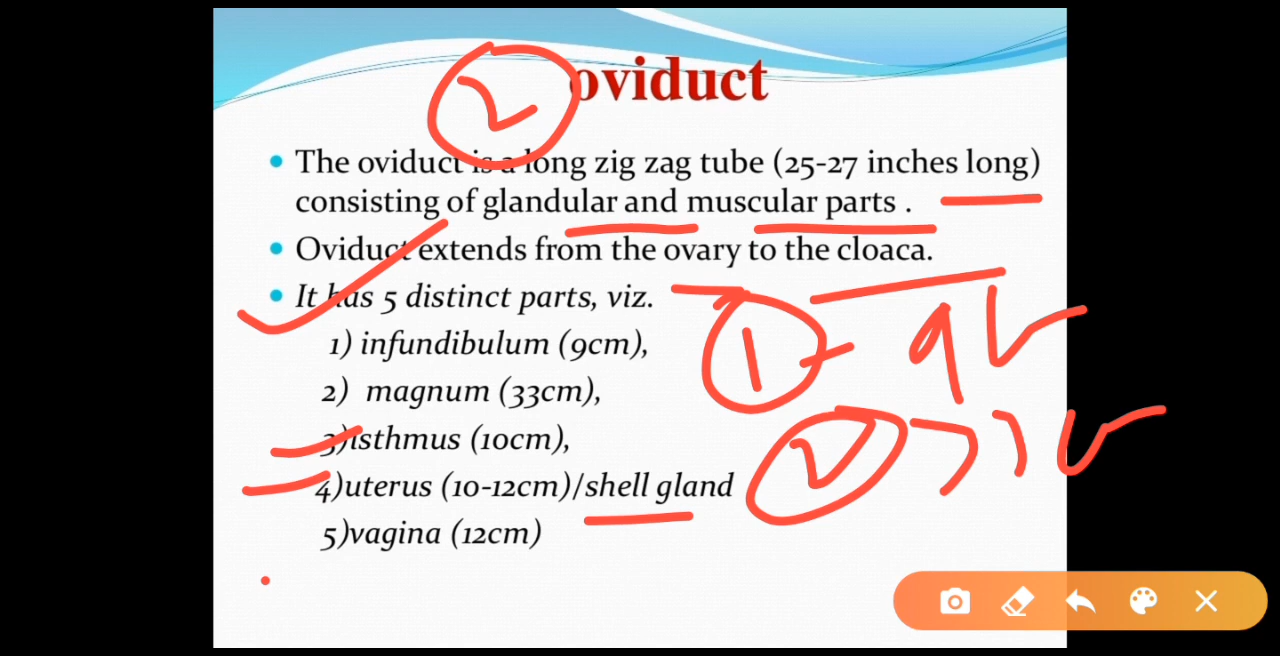 oviduct
The oviduct is a long zig zag tube (25-27 inches long)
consisting of glandular and muscular parts .
Oviduct extends from the ovary to the cloaca.
It has 5 distinct parts, viz.
1) infundibulum (9cm),
2) magnum (33cm),
3)isthmus (10cm),
4)uterus (10-12cm)/shell gland
5)vagina (12cm)